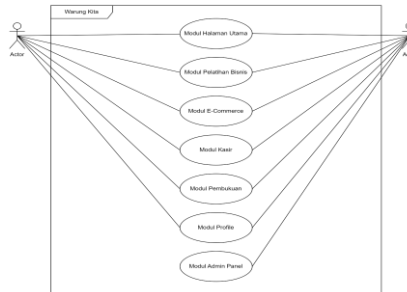 Warung Kita
Modul Halaman Utama
Modul Pelatihan Bisnis
Modul E-Commerce
Modul Kasir
Modul Pembukuan
Modul Profile
Modul Admin Panel
Actor